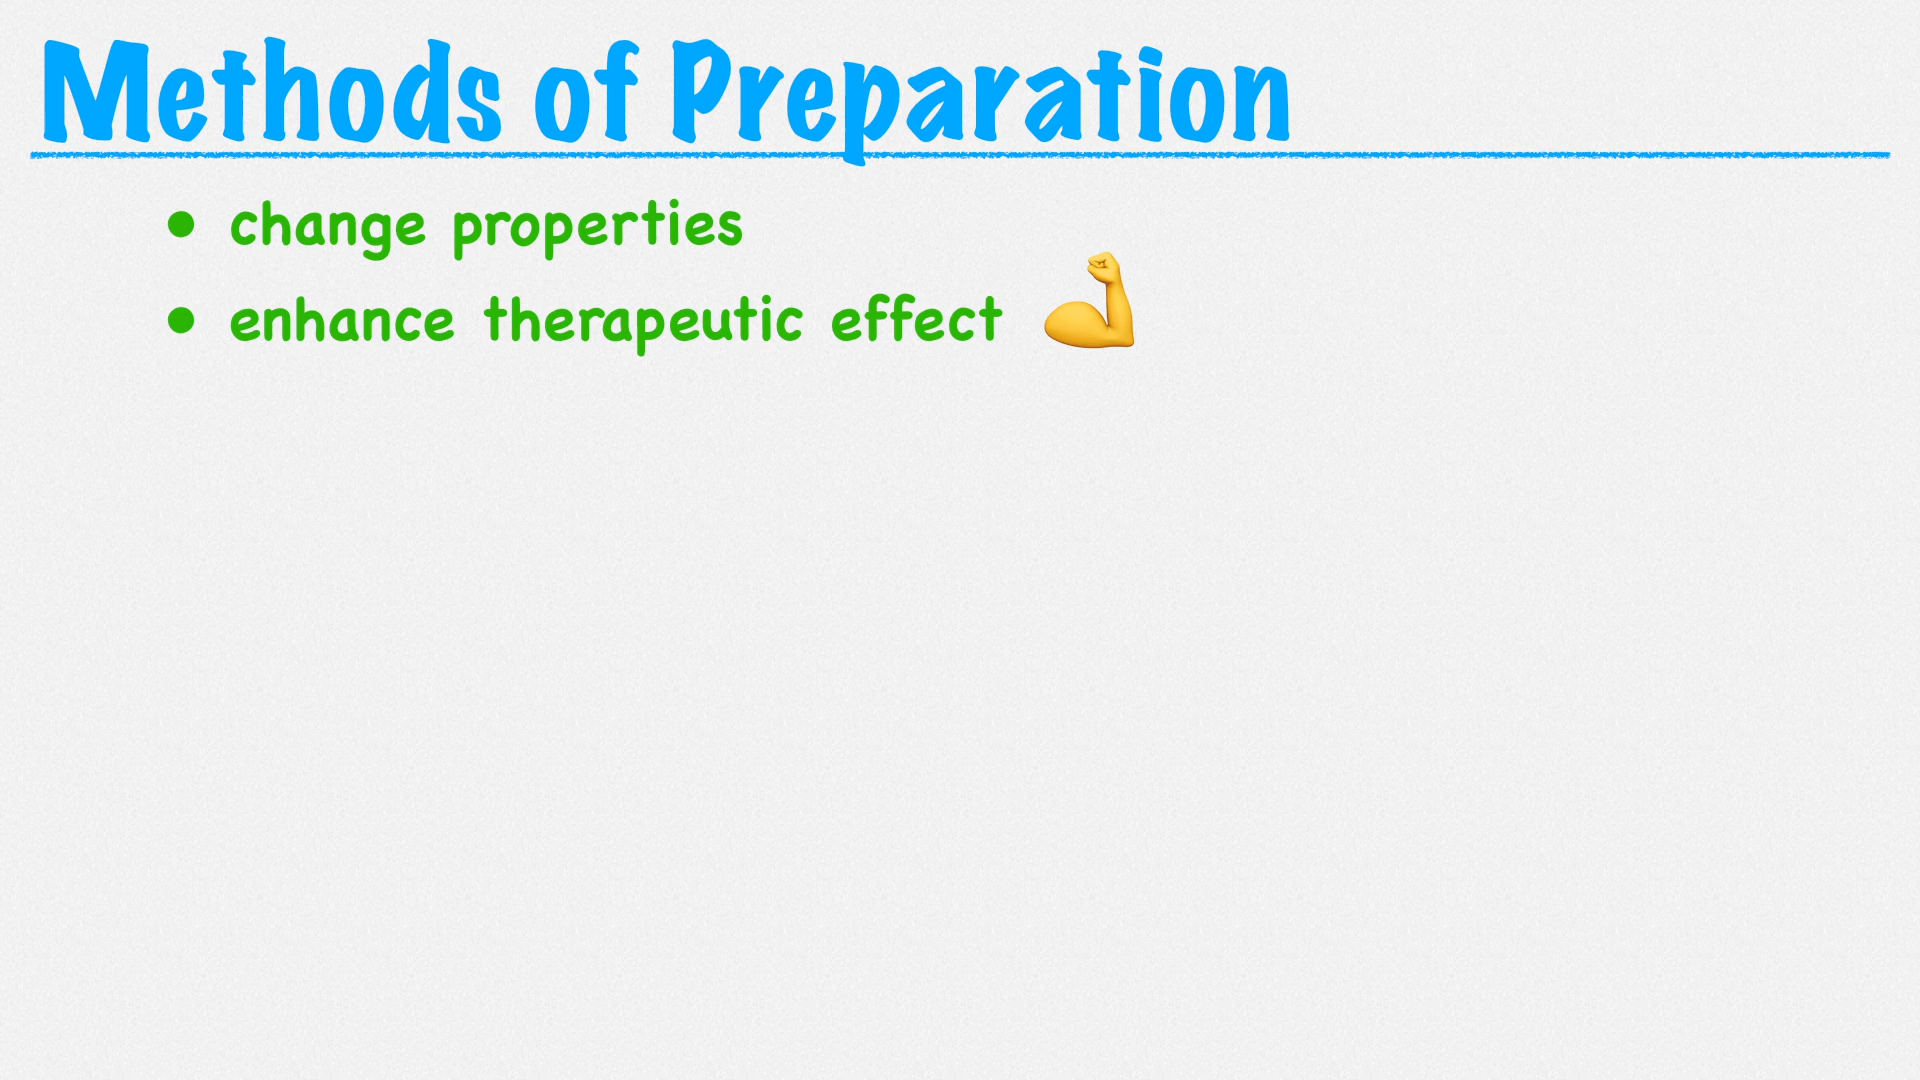 Methods of Preparation
• change properties
• enhance therapeutic effect 💪